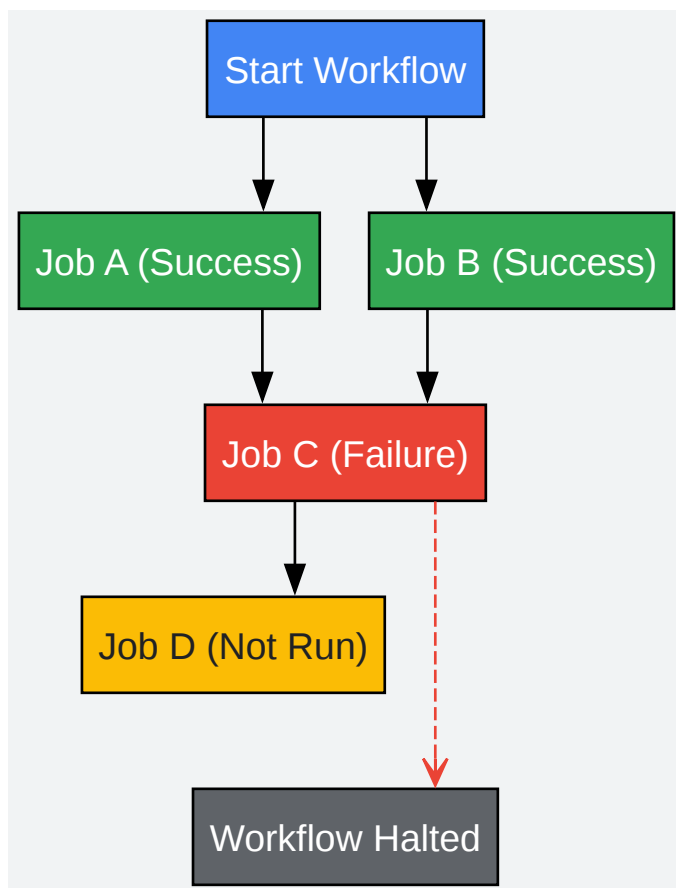 Start Workflow
Job A (Success)
Job B (Success)
Job C (Failure)
Job D (Not Run)
Workflow Halted